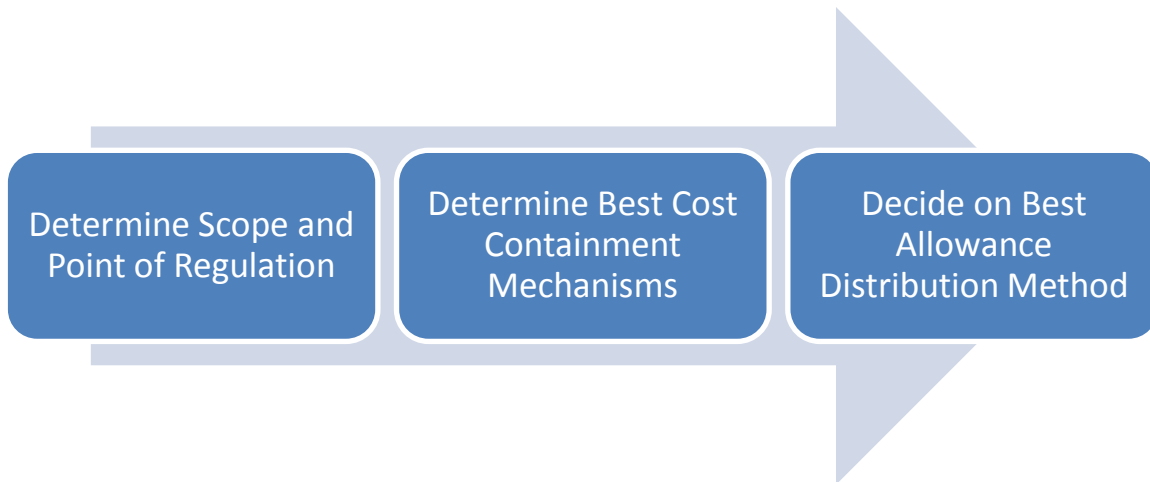 Determine Scope and
Point of Regulation
Determine Best Cost
Containment
Mechanisms
Decide on Best
Allowance
Distribution Method